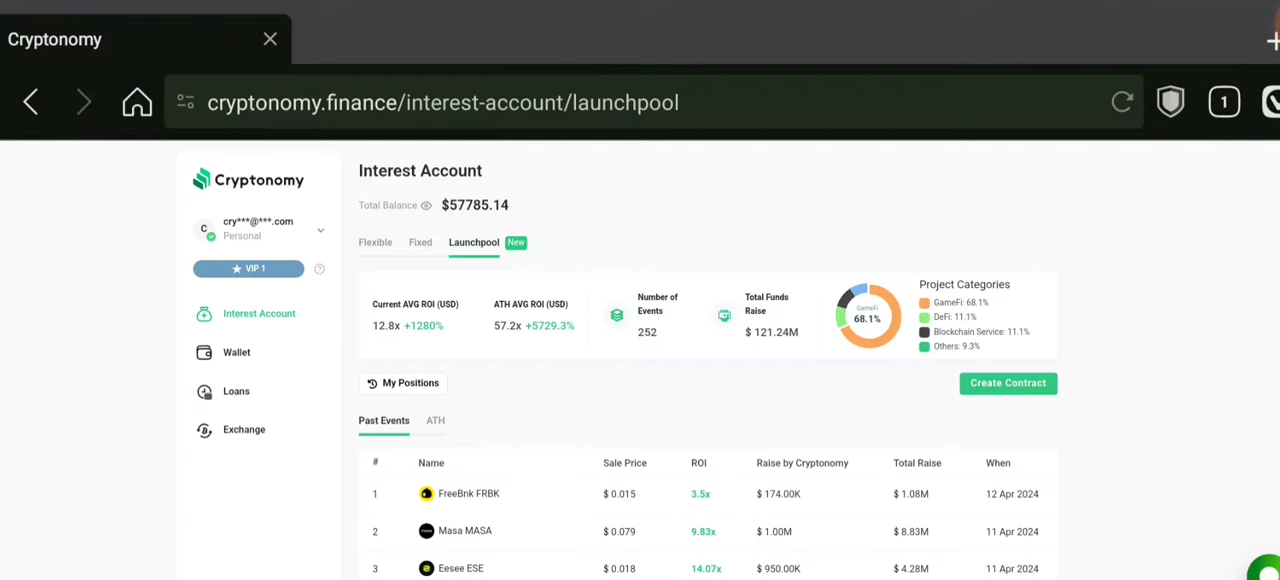 Cryptonomy
cryptonomy.finance/interest-account/launchpool
1
Cryptonomy
C
cry***@***.com
Personal
★ VIP 1
Interest Account
Wallet
Loans
Exchange
Interest Account
Total Balance $57785.14
Flexible Fixed Launchpool New
Current AVG ROI (USD)
12.8x +1280%
ATH AVG ROI (USD)
57.2x +5729.3%
Number of
Events
252
Total Funds
Raise
$ 121.24M
GameFi
68.1%
Project Categories
GameFi: 68.1%
DeFi: 11.1%
Blockchain Service: 11.1%
Others: 9.3%
My Positions
Create Contract
Past Events ATH
# Name Sale Price ROI Raise by Cryptonomy Total Raise When
1 FreeBnk FRBK $ 0.015 3.5x $ 174.00K $ 1.08M 12 Apr 2024
2 Masa MASA $ 0.079 9.83x $ 1.00M $ 8.83M 11 Apr 2024
3 Eesee ESE $ 0.018 14.07x $ 950.00K $ 4.28M 11 Apr 2024